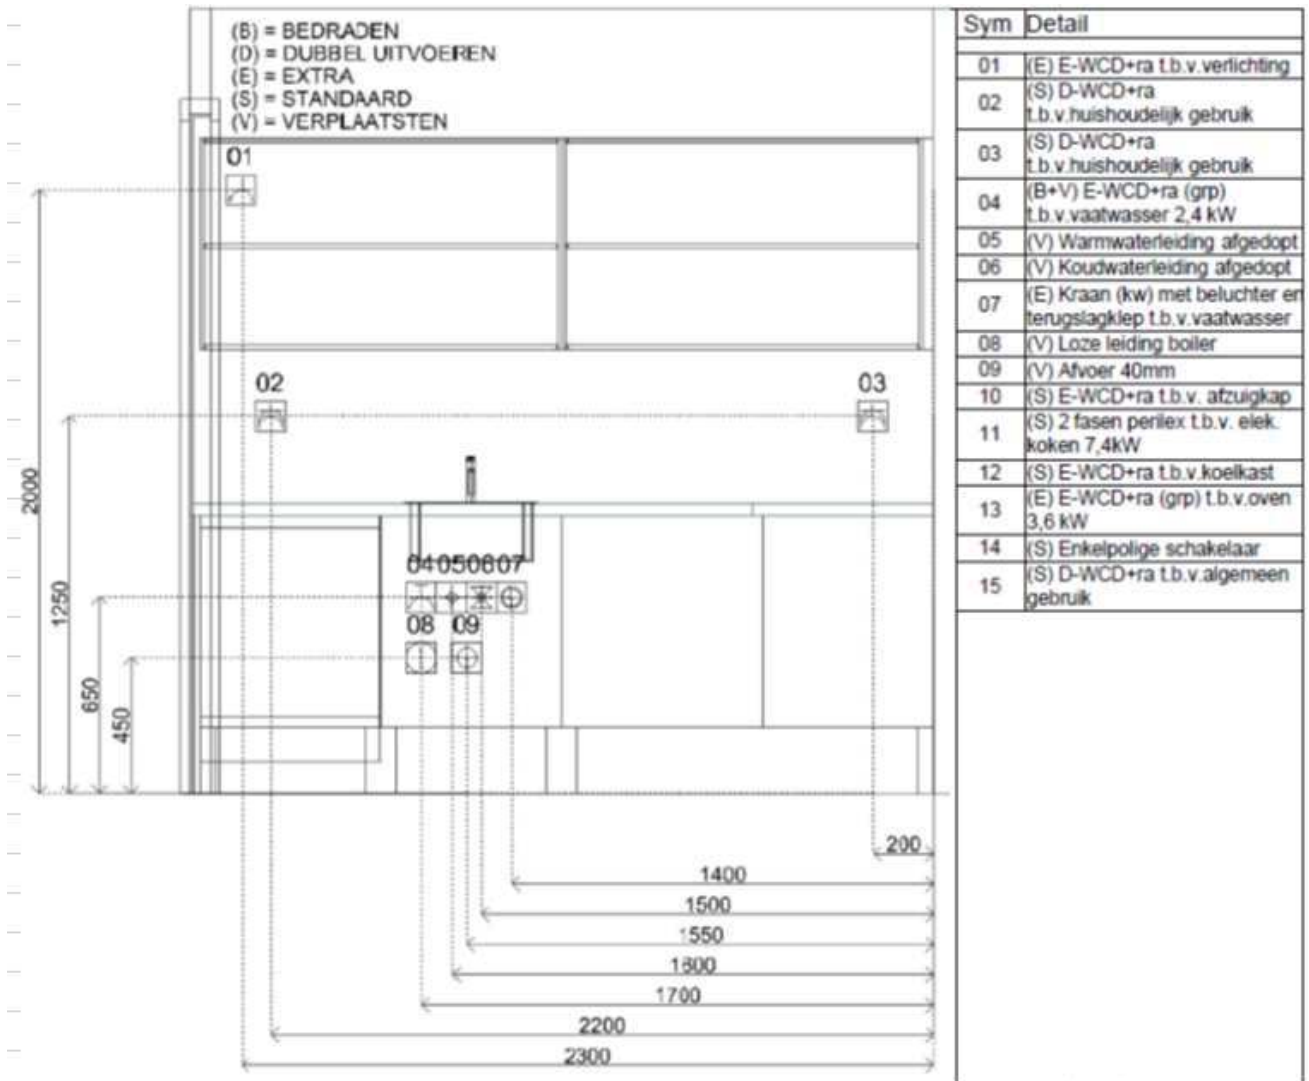 (B) = BEDRADEN
(D) = DUBBEL UITVOEREN
(E) = EXTRA
(S) = STANDAARD
(V) = VERPLAATSTEN
01
02
03
2000
1250
650
450
04 05 06 07
08 09
200
1400
1500
1550
1600
1700
2200
2300
Sym Detail
01 (E) E-WCD+ra t.b.v.verlichting
02 (S) D-WCD+ra
t.b.v.huishoudelijk gebruik
03 (S) D-WCD+ra
t.b.v.huishoudelijk gebruik
04 (B+V) E-WCD+ra (grp)
t.b.v.vaatwasser 2,4 kW
05 (V) Warmwaterleiding afgedopt
06 (V) Koudwaterleiding afgedopt
07 (E) Kraan (kw) met beluchter en
terugslagklep t.b.v.vaatwasser
08 (V) Loze leiding boiler
09 (V) Afvoer 40mm
10 (S) E-WCD+ra t.b.v. afzuigkap
11 (S) 2 fasen perilex t.b.v. elek.
koken 7,4kW
12 (S) E-WCD+ra t.b.v.koelkast
13 (E) E-WCD+ra (grp) t.b.v.oven
3,6 kW
14 (S) Enkelpolige schakelaar
15 (S) D-WCD+ra t.b.v.algemeen
gebruik